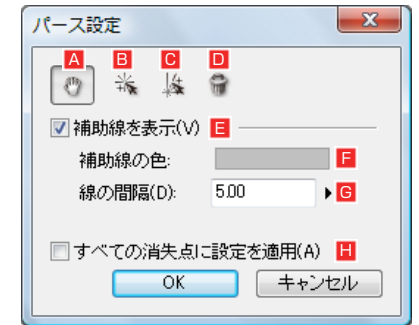 パース設定
A B C D
補助線を表示(V) E
補助線の色: F
線の間隔(D): 5.00 G
すべての消失点に設定を適用(A) H
OK キャンセル